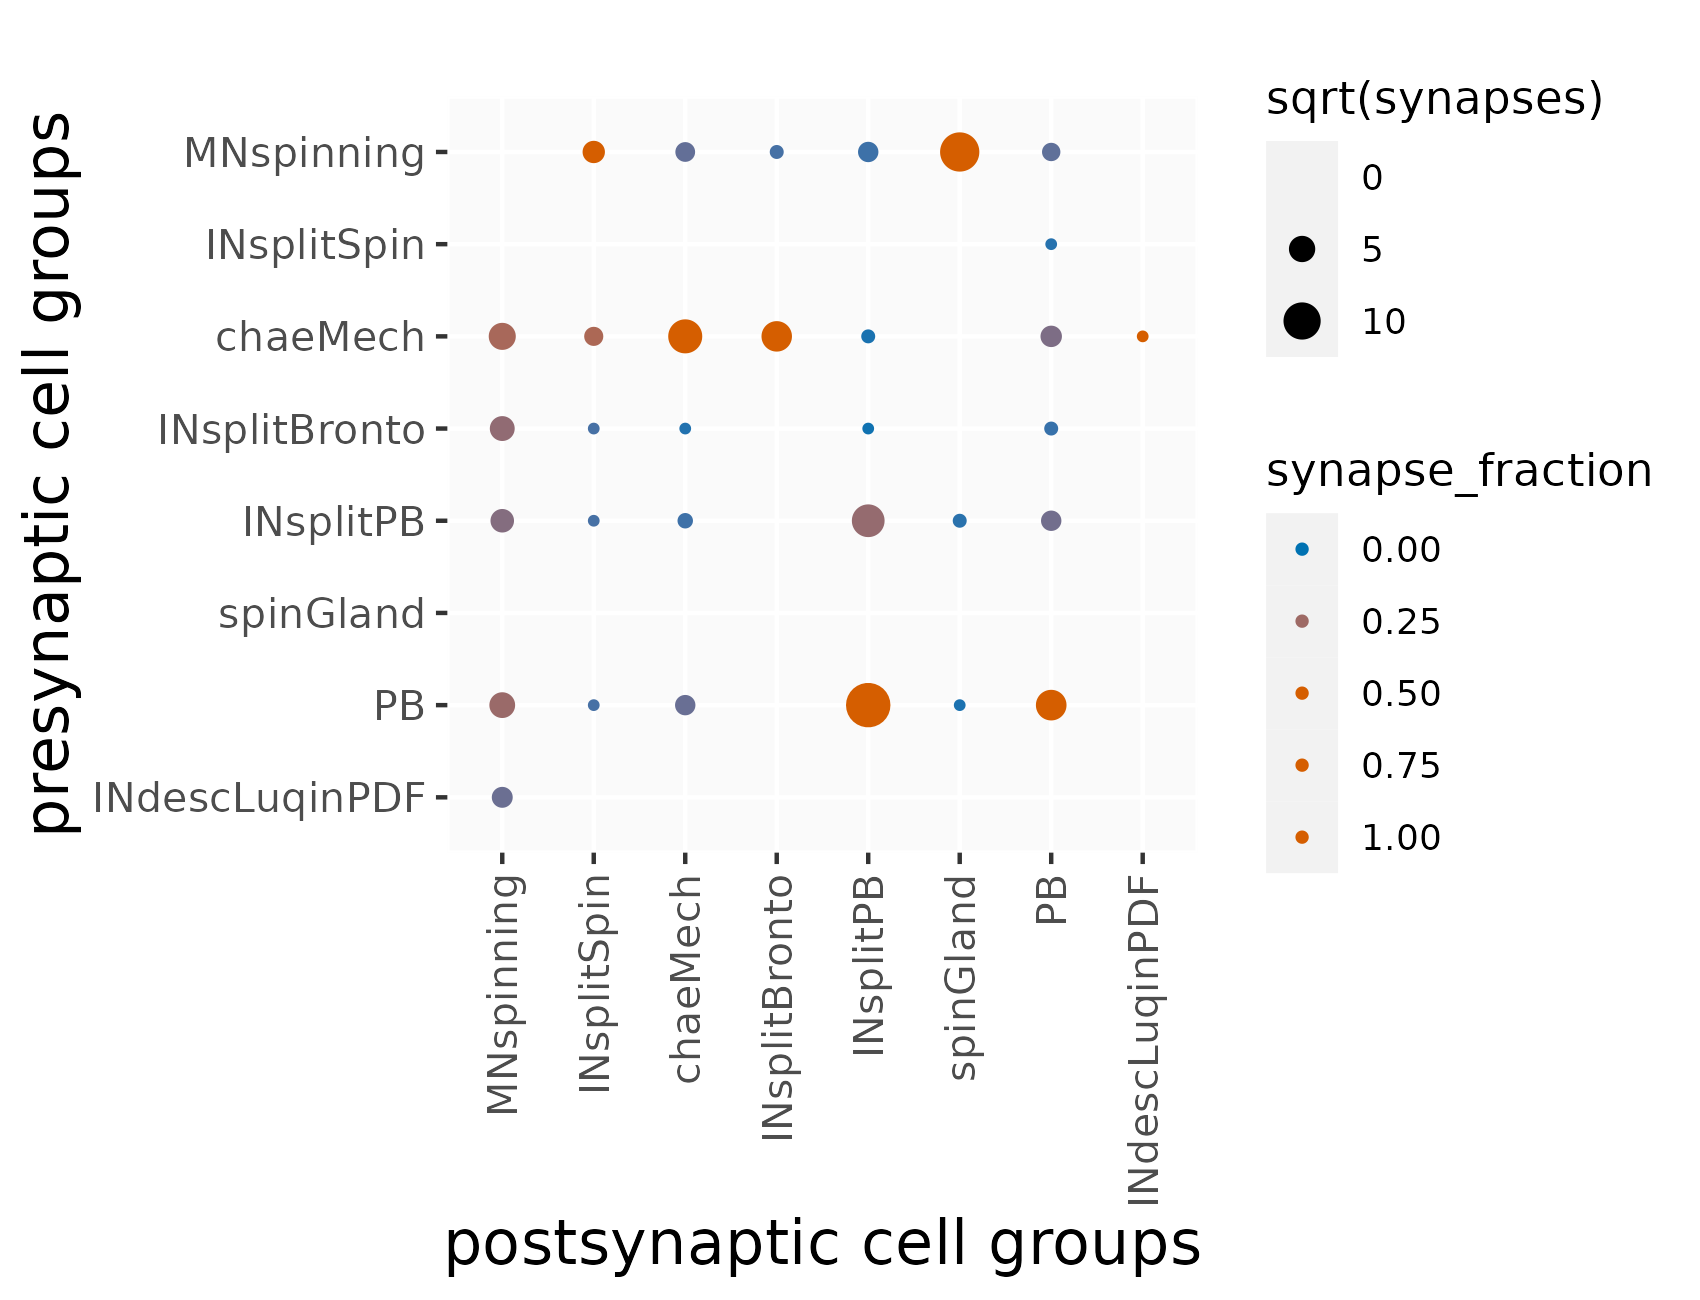 presynaptic cell groups
MNspinning
INsplitSpin
chaeMech
INsplitBronto
INsplitPB
spinGland
PB
INdescLuqinPDF
MNspinning
INsplitSpin
chaeMech
INsplitBronto
INsplitPB
spinGland
PB
INdescLuqinPDF
postsynaptic cell groups
sqrt(synapses)
0
5
10
synapse_fraction
0.00
0.25
0.50
0.75
1.00